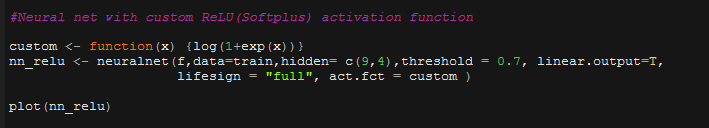 #Neural net with custom ReLU(Softplus) activation function
custom <- function(x) {log(1+exp(x))}
nn_relu <- neuralnet(f,data=train,hidden= c(9,4),threshold = 0.7, linear.output=T,
lifesign = "full", act.fct = custom )
plot(nn_relu)